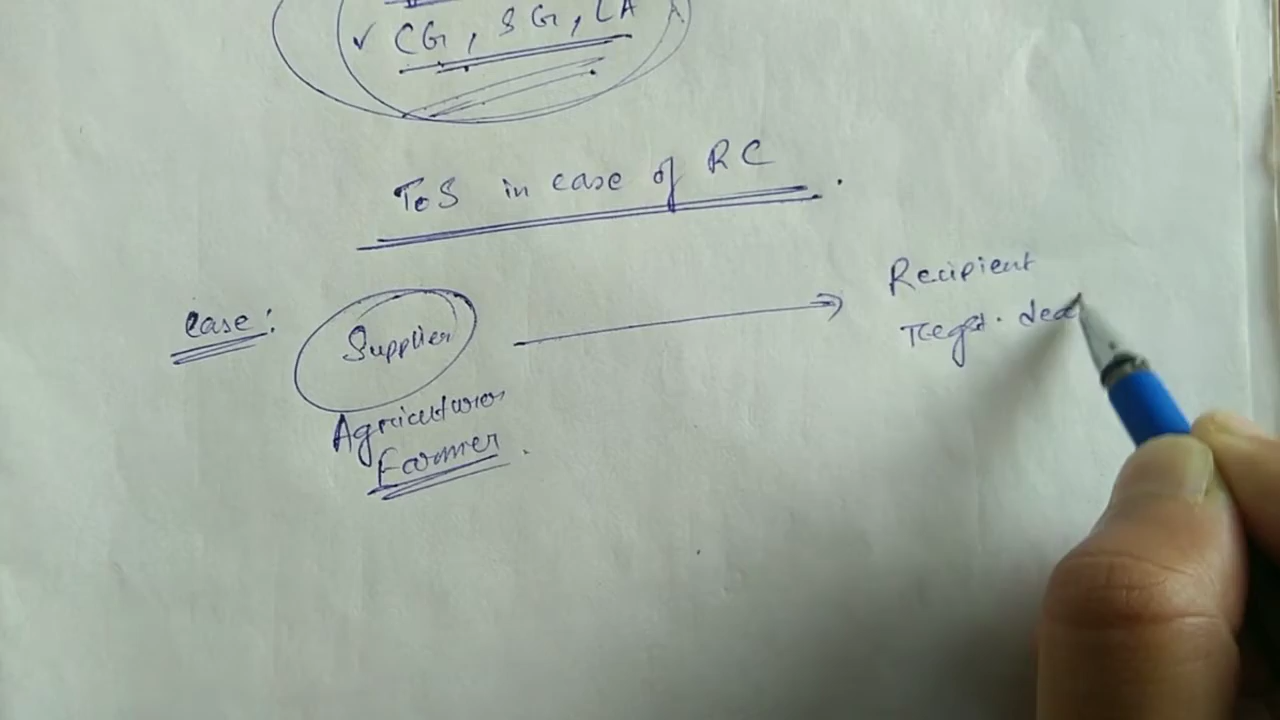 ✓ CG, SG, LA
ToS in case of RC.
Case:
Supplier
Agriculturer
Farmer.
Recipient
Regd. dea